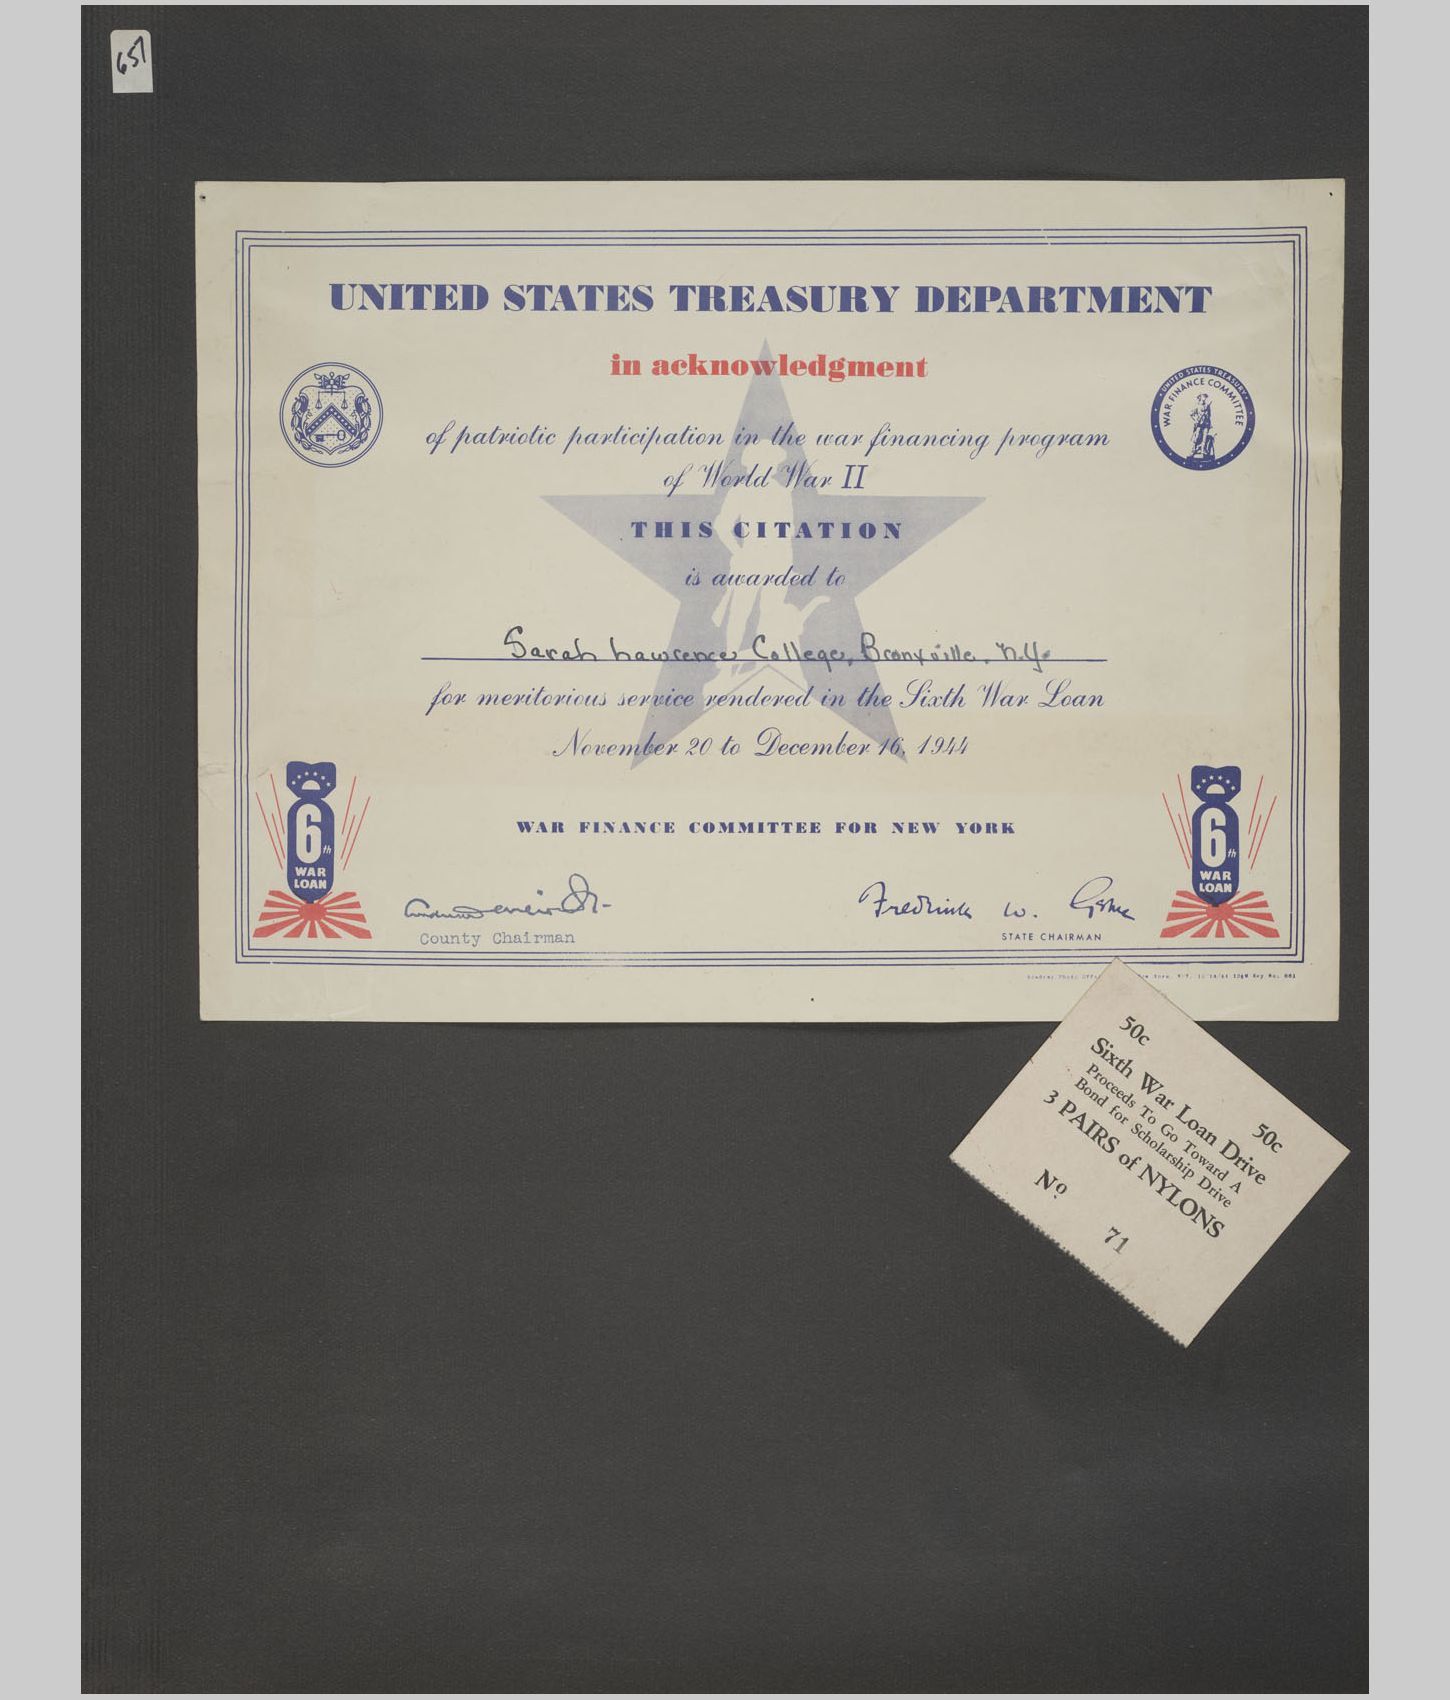 657
UNITED STATES TREASURY DEPARTMENT
in acknowledgment
UNITED STATES TREASURY
WAR FINANCE COMMITTEE
of patriotic participation in the war financing program
of World War II
THIS CITATION
is awarded to
Sarah Lawrence College, Bronxville, N.Y.
for meritorious service rendered in the Sixth War Loan
November 20 to December 16, 1944
WAR FINANCE COMMITTEE FOR NEW YORK
6th
WAR
LOAN
6th
WAR
LOAN
Frederick W. Gehle
County Chairman
STATE CHAIRMAN
50c
50c
Sixth War Loan Drive
Proceeds To Go Toward A
Bond for Scholarship Drive
3 PAIRS of NYLONS
No. 71